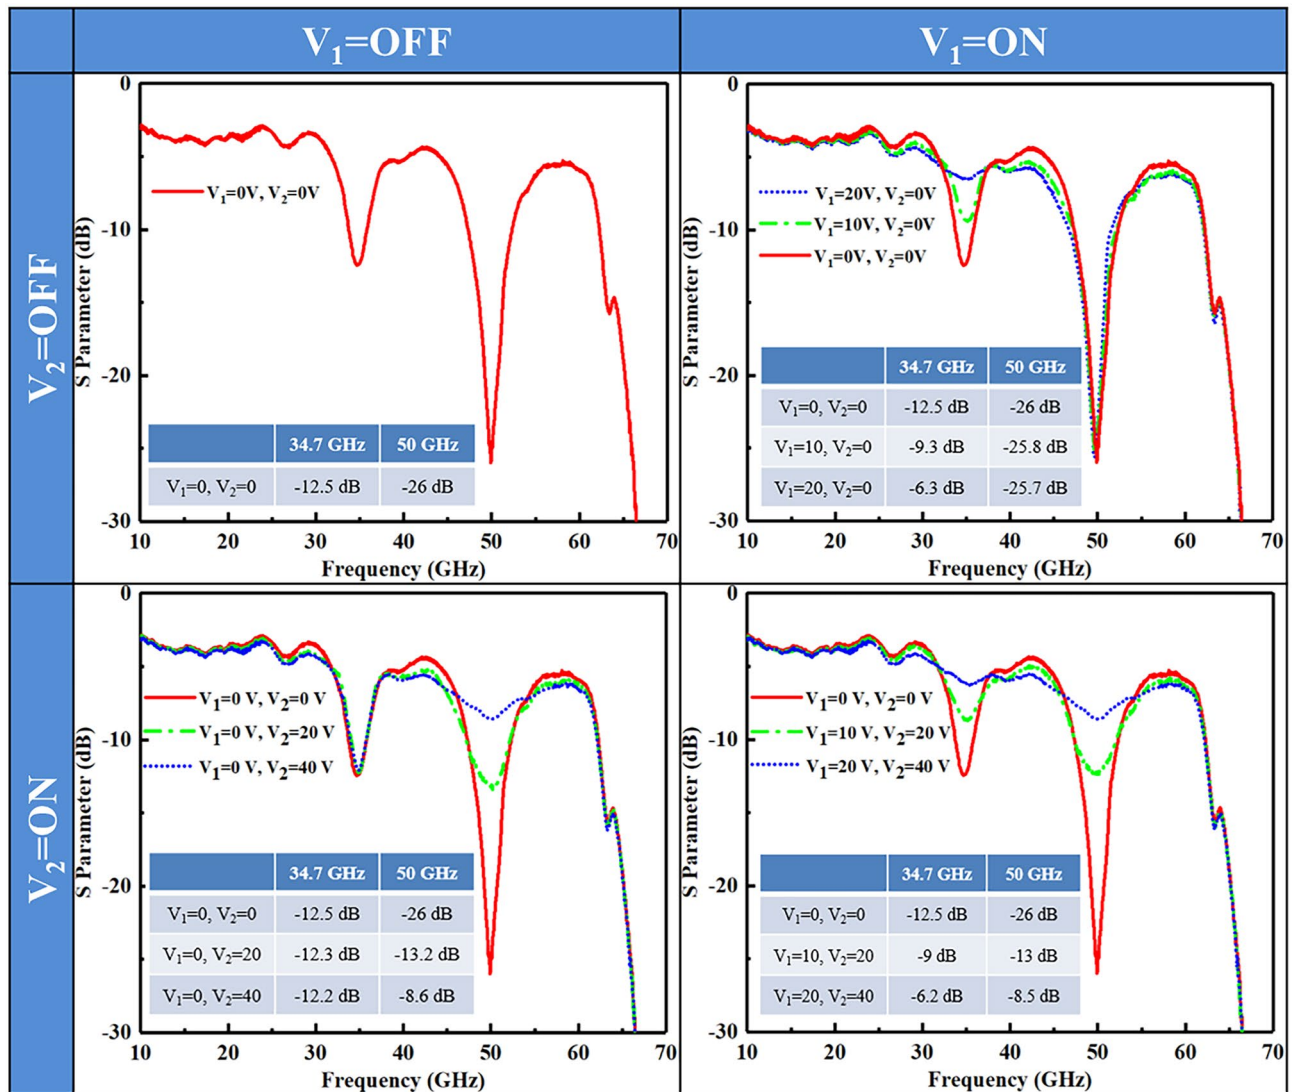 V₁=OFF
V₁=ON
V₂=OFF
0
-10
-20
-30
S Parameter (dB)
V₁=0V, V₂=0V
34.7 GHz 50 GHz
V₁=0, V₂=0 -12.5 dB -26 dB
10 20 30 40 50 60 70
Frequency (GHz)
0
-10
-20
-30
S Parameter (dB)
V₁=20V, V₂=0V
V₁=10V, V₂=0V
V₁=0V, V₂=0V
34.7 GHz 50 GHz
V₁=0, V₂=0 -12.5 dB -26 dB
V₁=10, V₂=0 -9.3 dB -25.8 dB
V₁=20, V₂=0 -6.3 dB -25.7 dB
10 20 30 40 50 60 70
Frequency (GHz)
V₂=ON
0
-10
-20
-30
S Parameter (dB)
V₁=0 V, V₂=0 V
V₁=0 V, V₂=20 V
V₁=0 V, V₂=40 V
34.7 GHz 50 GHz
V₁=0, V₂=0 -12.5 dB -26 dB
V₁=0, V₂=20 -12.3 dB -13.2 dB
V₁=0, V₂=40 -12.2 dB -8.6 dB
10 20 30 40 50 60 70
Frequency (GHz)
0
-10
-20
-30
S Parameter (dB)
V₁=0 V, V₂=0 V
V₁=10 V, V₂=20 V
V₁=20 V, V₂=40 V
34.7 GHz 50 GHz
V₁=0, V₂=0 -12.5 dB -26 dB
V₁=10, V₂=20 -9 dB -13 dB
V₁=20, V₂=40 -6.2 dB -8.5 dB
10 20 30 40 50 60 70
Frequency (GHz)